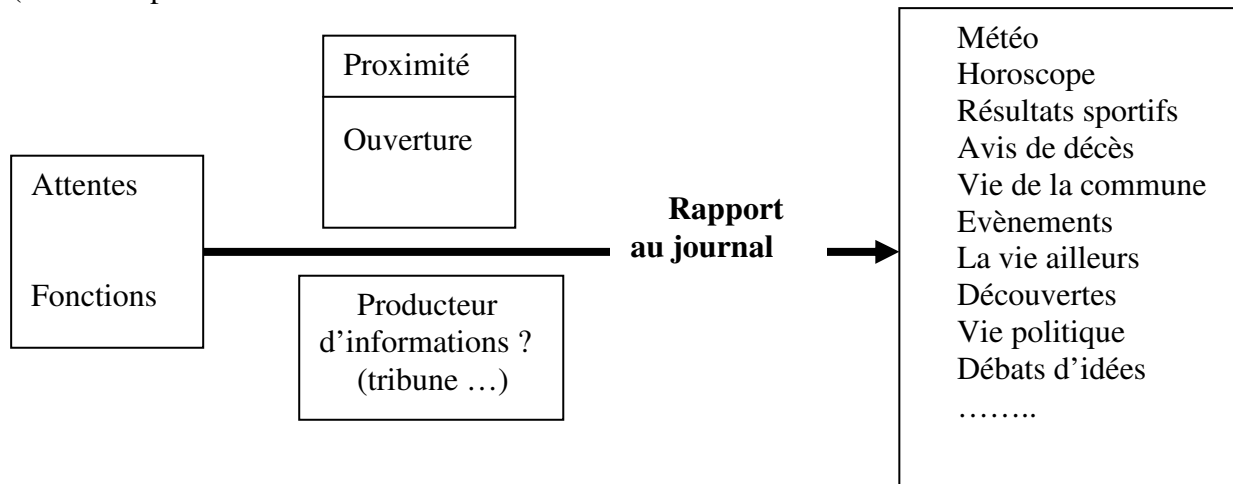 Proximité
Ouverture
Attentes
Fonctions
Rapport
au journal
Producteur
d’informations ?
(tribune …)
Météo
Horoscope
Résultats sportifs
Avis de décès
Vie de la commune
Evènements
La vie ailleurs
Découvertes
Vie politique
Débats d’idées
……..